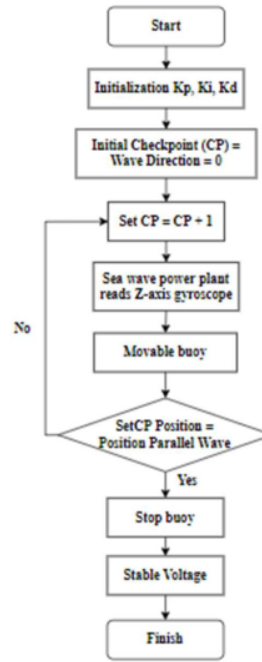 Start
Initialization Kp, Ki, Kd
Initial Checkpoint (CP) =
Wave Direction = 0
Set CP = CP + 1
Sea wave power plant
reads Z-axis gyroscope
No
Movable buoy
SetCP Position =
Position Parallel Wave
Yes
Stop buoy
Stable Voltage
Finish